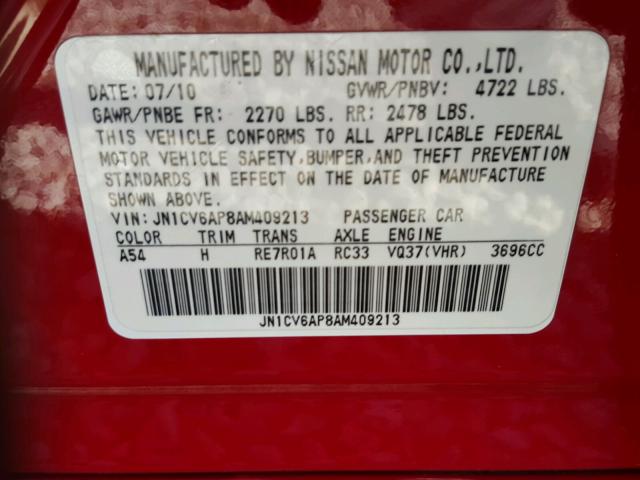 MANUFACTURED BY NISSAN MOTOR CO.,LTD.
DATE: 07/10 GVWR/PNBV: 4722 LBS.
GAWR/PNBE FR: 2270 LBS. RR: 2478 LBS.
THIS VEHICLE CONFORMS TO ALL APPLICABLE FEDERAL
MOTOR VEHICLE SAFETY,BUMPER,AND THEFT PREVENTION
STANDARDS IN EFFECT ON THE DATE OF MANUFACTURE
SHOWN ABOVE.
VIN: JN1CV6AP8AM409213 PASSENGER CAR
COLOR TRIM TRANS AXLE ENGINE
A54 H RE7R01A RC33 VQ37(VHR) 3696CC
JN1CV6AP8AM409213